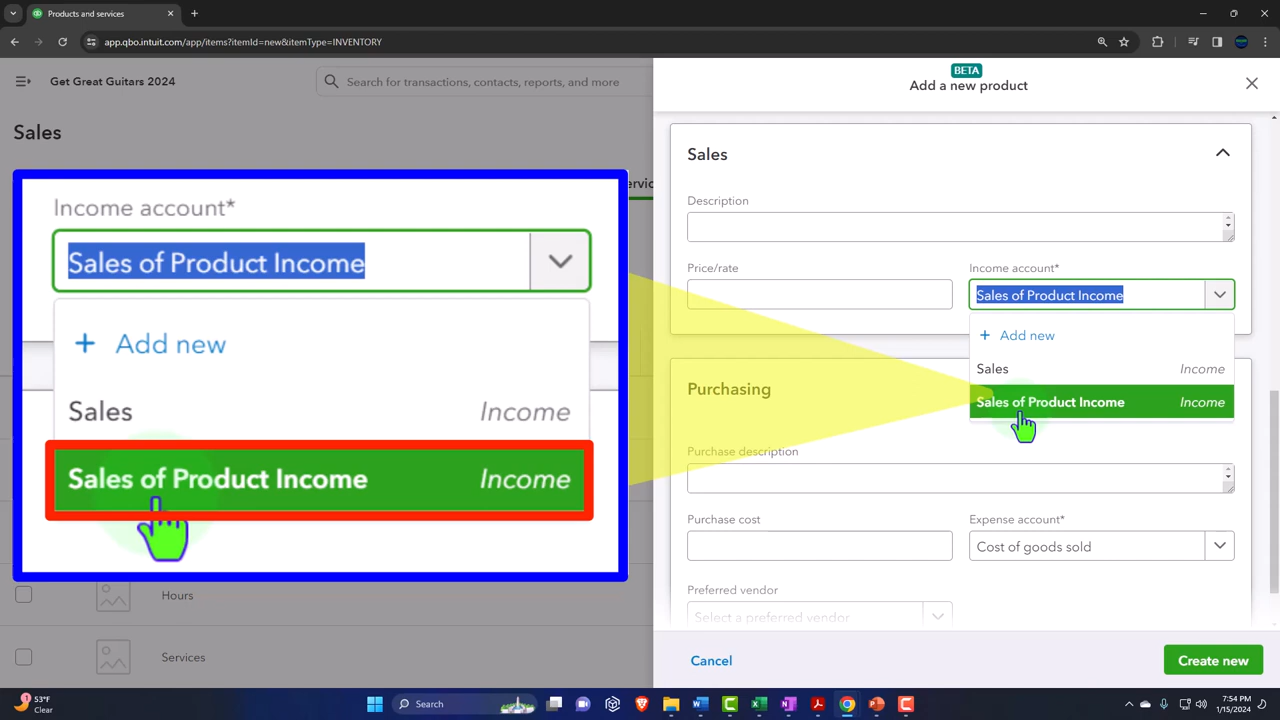 Products and services
app.qbo.intuit.com/app/items?itemId=new&itemType=INVENTORY
Get Great Guitars 2024
Search for transactions, contacts, reports, and more
BETA
Add a new product
Sales
Sales
Description
Price/rate
Income account*
Sales of Product Income
+ Add new
Sales Income
Sales of Product Income Income
Income account*
Sales of Product Income
+ Add new
Sales Income
Sales of Product Income Income
Purchasing
Purchase description
Purchase cost
Expense account*
Cost of goods sold
Preferred vendor
Select a preferred vendor
Hours
Services
Cancel
Create new
53°F
Clear
Search
7:54 PM
1/15/2024